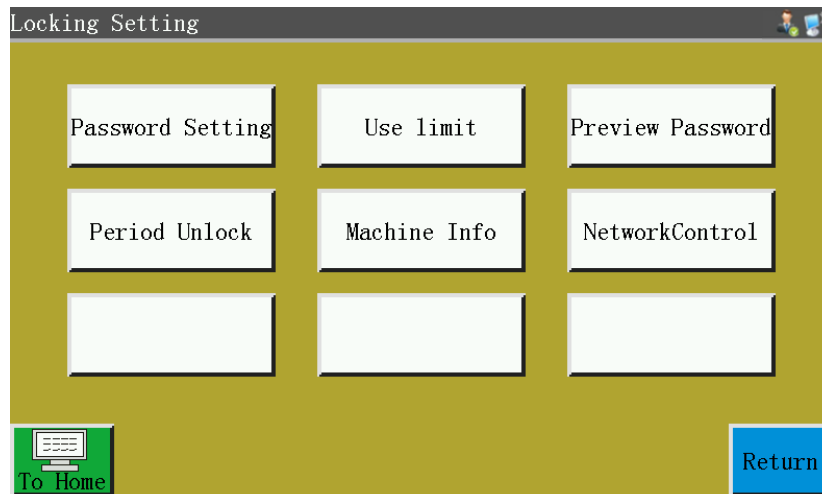 Locking Setting
Password Setting
Use limit
Preview Password
Period Unlock
Machine Info
NetworkControl
To Home
Return